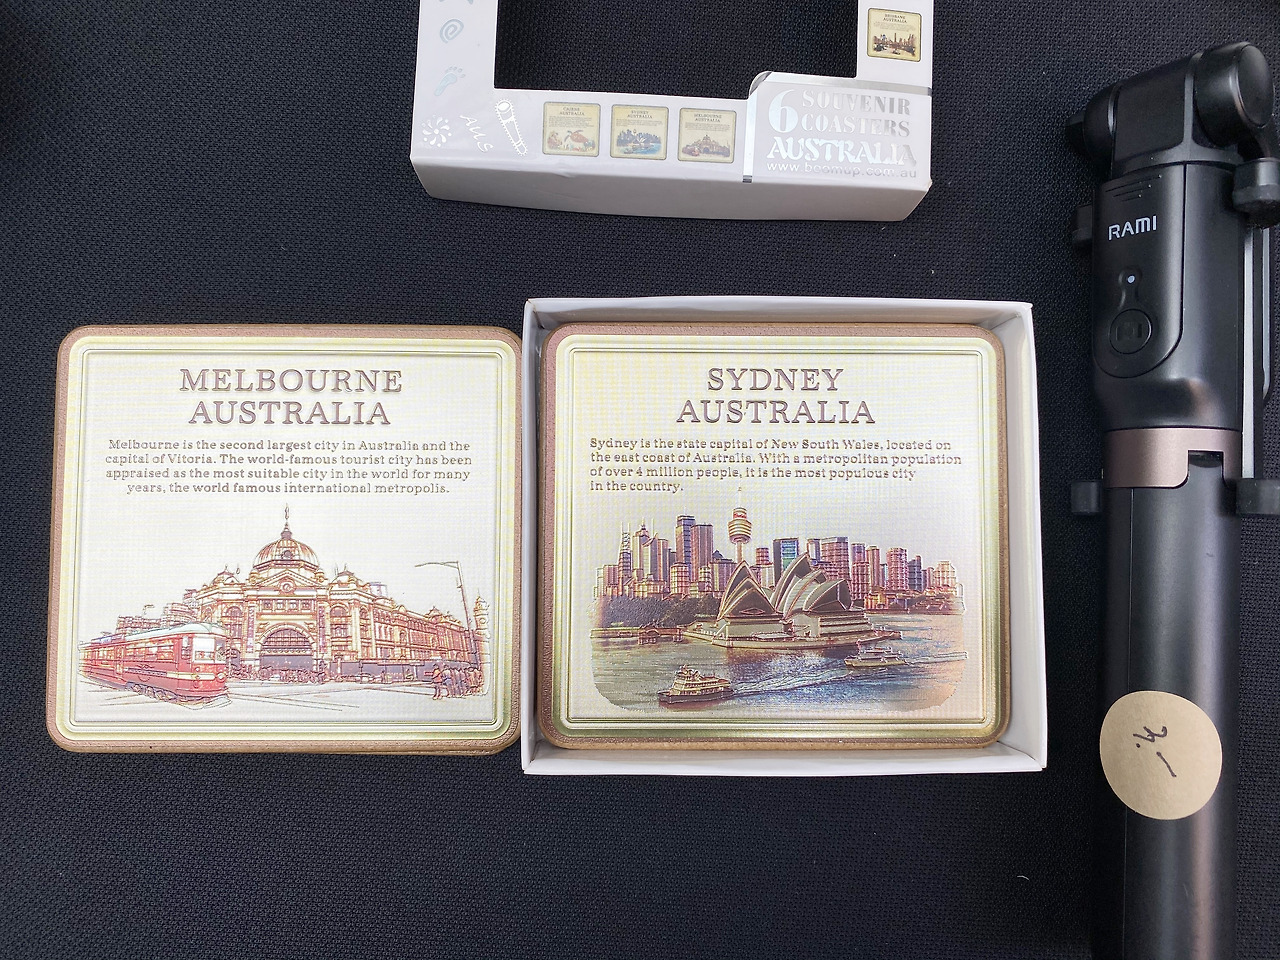 BRISBANE
AUSTRALIA
CAIRNS
AUSTRALIA
SYDNEY
AUSTRALIA
MELBOURNE
AUSTRALIA
6 SOUVENIR
COASTERS
AUSTRALIA
www.boomup.com.au
RAMI
MELBOURNE
AUSTRALIA
Melbourne is the second largest city in Australia and the
capital of Vitoria. The world-famous tourist city has been
appraised as the most suitable city in the world for many
years, the world famous international metropolis.
SYDNEY
AUSTRALIA
Sydney is the state capital of New South Wales, located on
the east coast of Australia. With a metropolitan population
of over 4 million people, it is the most populous city
in the country.